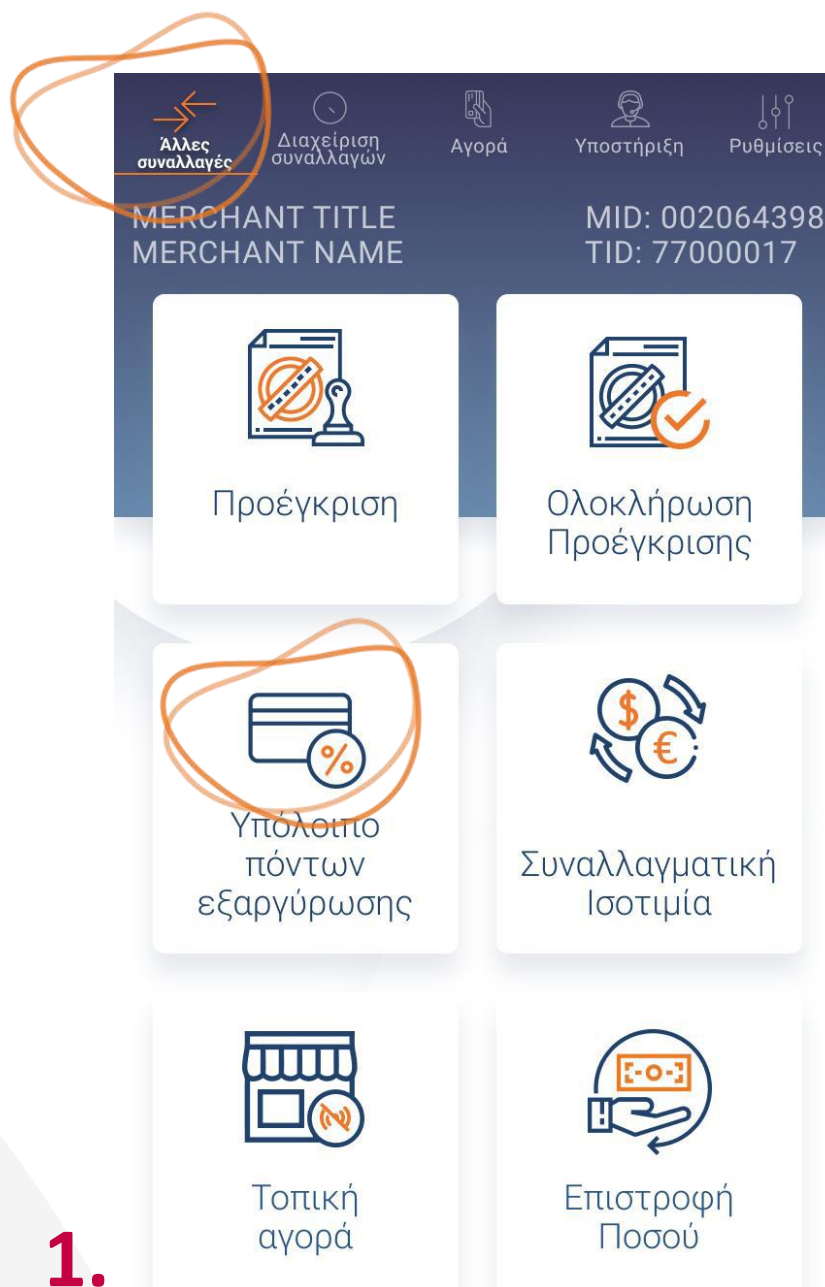 Άλλες
συναλλαγές
Διαχείριση
συναλλαγών
Αγορά
Υποστήριξη
Ρυθμίσεις
MERCHANT TITLE
MID: 002064398
MERCHANT NAME
TID: 77000017
Προέγκριση
Ολοκλήρωση
Προέγκρισης
Υπόλοιπο
πόντων
εξαργύρωσης
Συναλλαγματική
Ισοτιμία
Τοπική
αγορά
Επιστροφή
Ποσού
1.